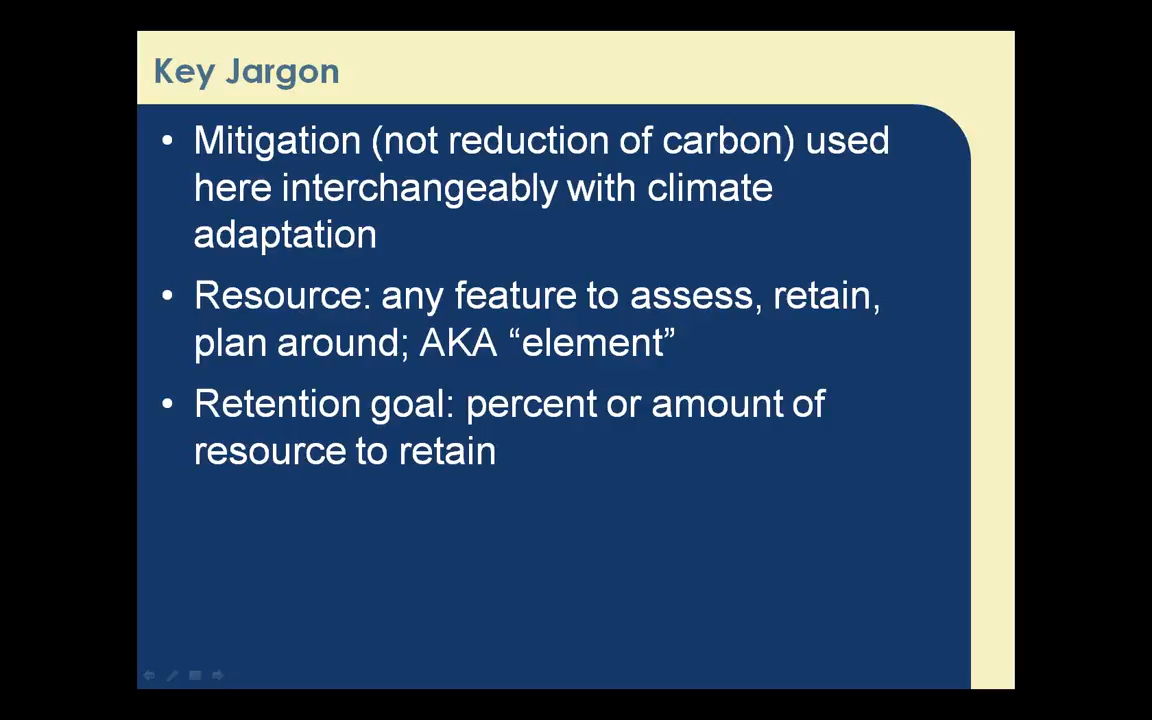 Key Jargon
• Mitigation (not reduction of carbon) used
here interchangeably with climate
adaptation
• Resource: any feature to assess, retain,
plan around; AKA “element”
• Retention goal: percent or amount of
resource to retain